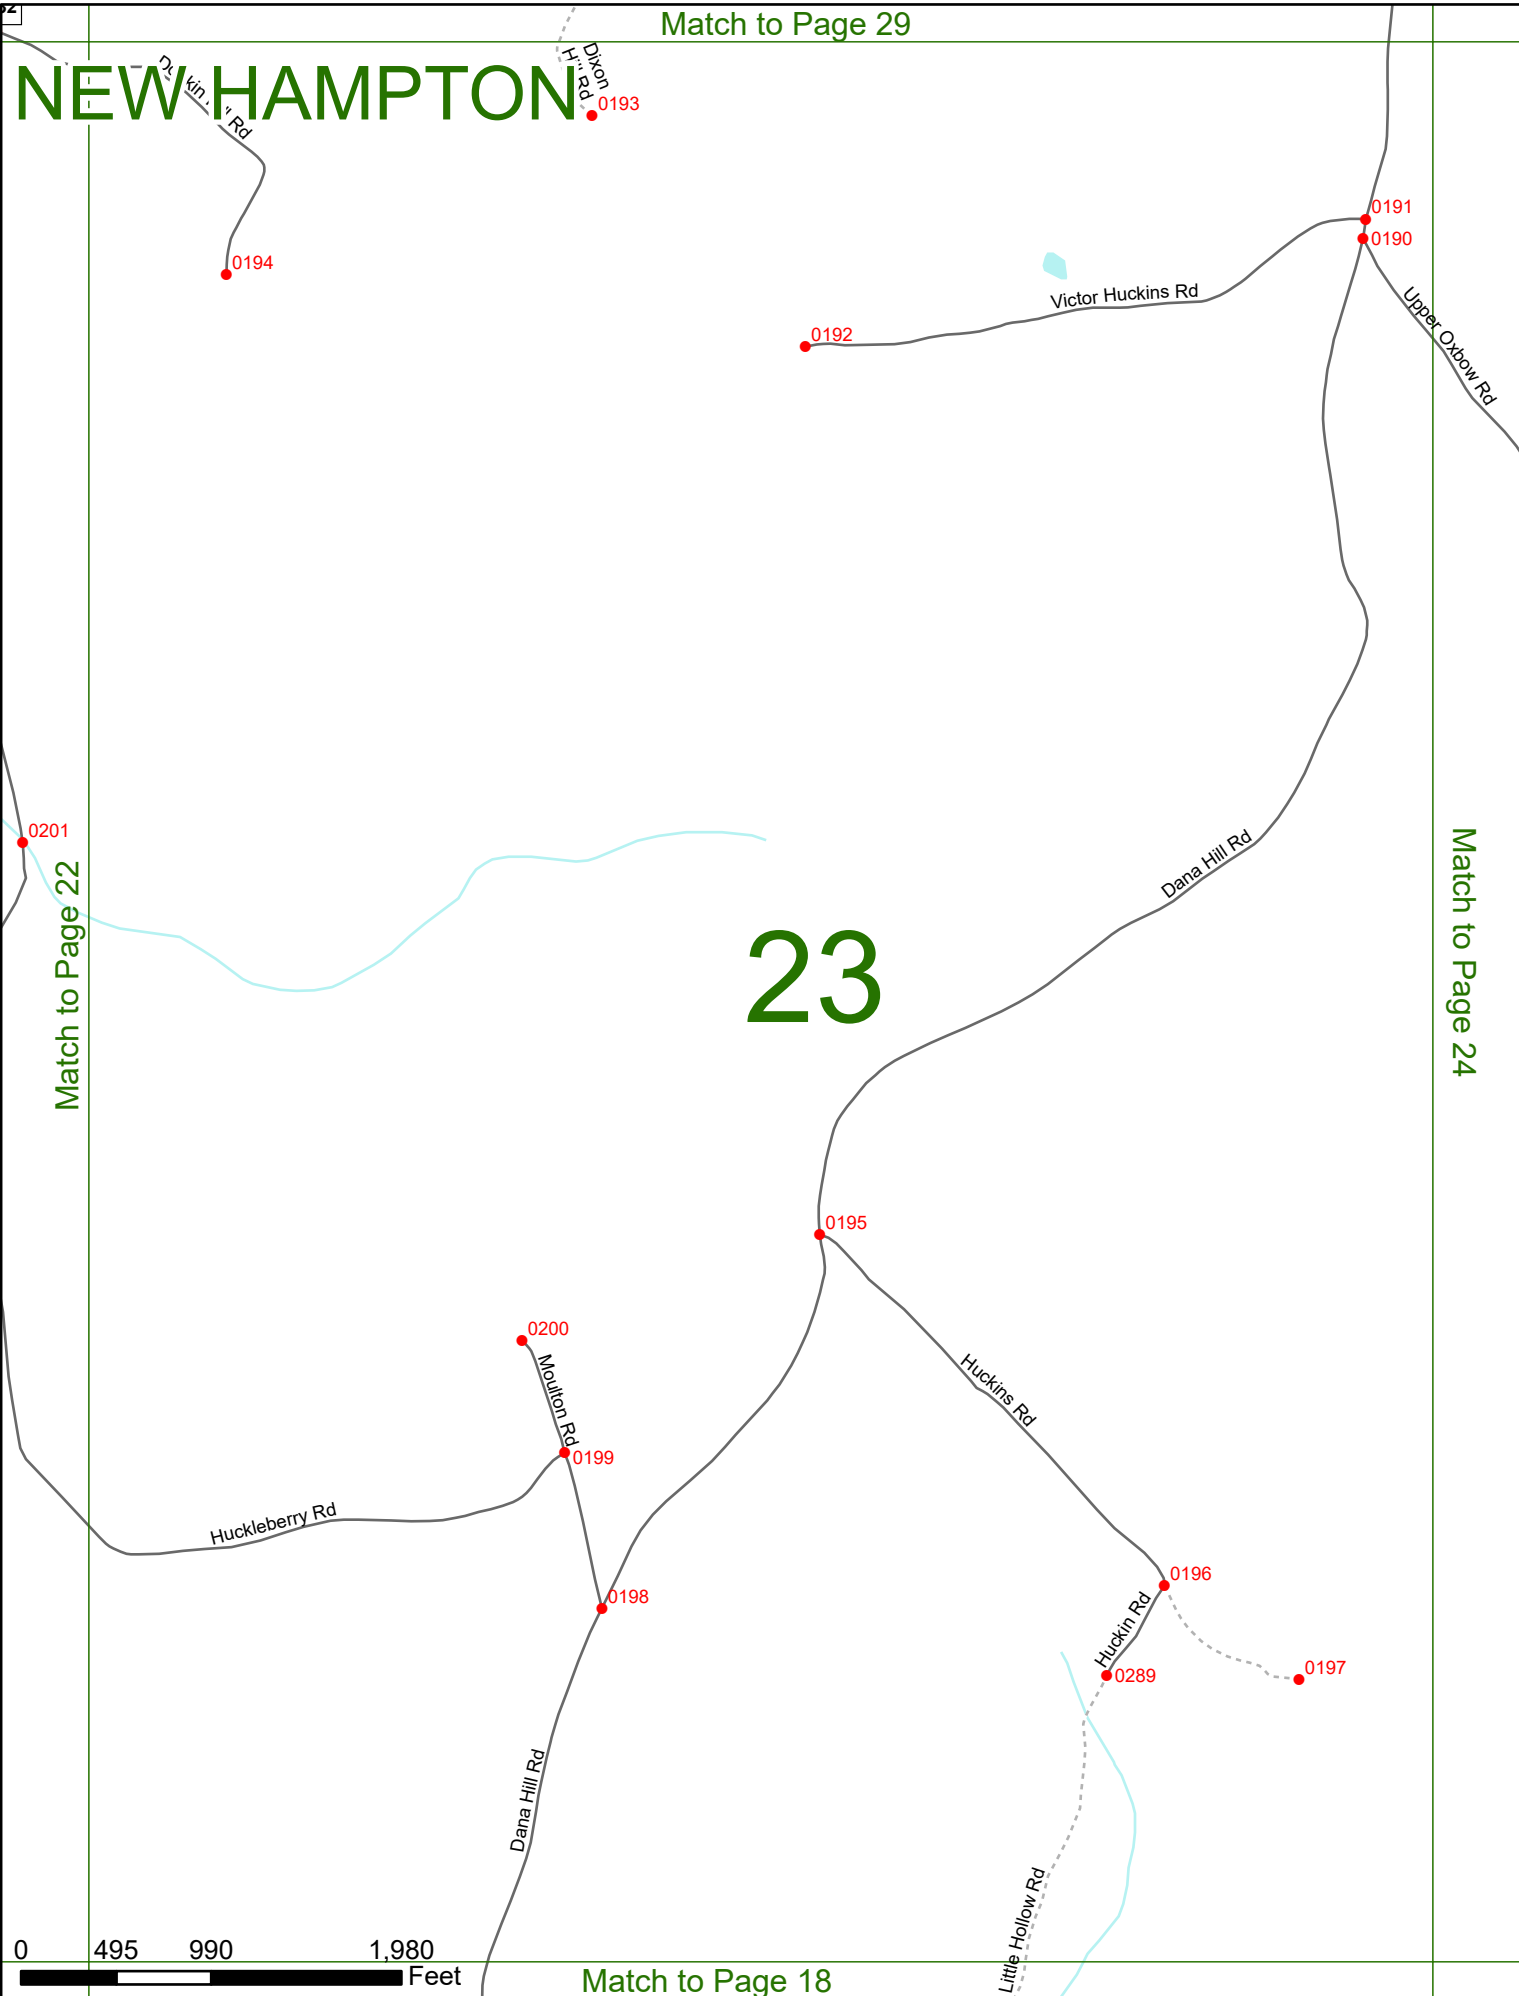 Match to Page 29
NEW HAMPTON
Rd
Dixon
Rd
0193
0191
0190
0194
Victor Huckins Rd
Upper Oxbow Rd
0192
0201
Match to Page 22
Dana Hill Rd
Match to Page 24
23
0195
0200
Moulton Rd
Huckins Rd
0199
Huckleberry Rd
0196
0198
Huckin Rd
0197
0289
Dana Hill Rd
Little Hollow Rd
0 495 990 1,980
Feet
Match to Page 18